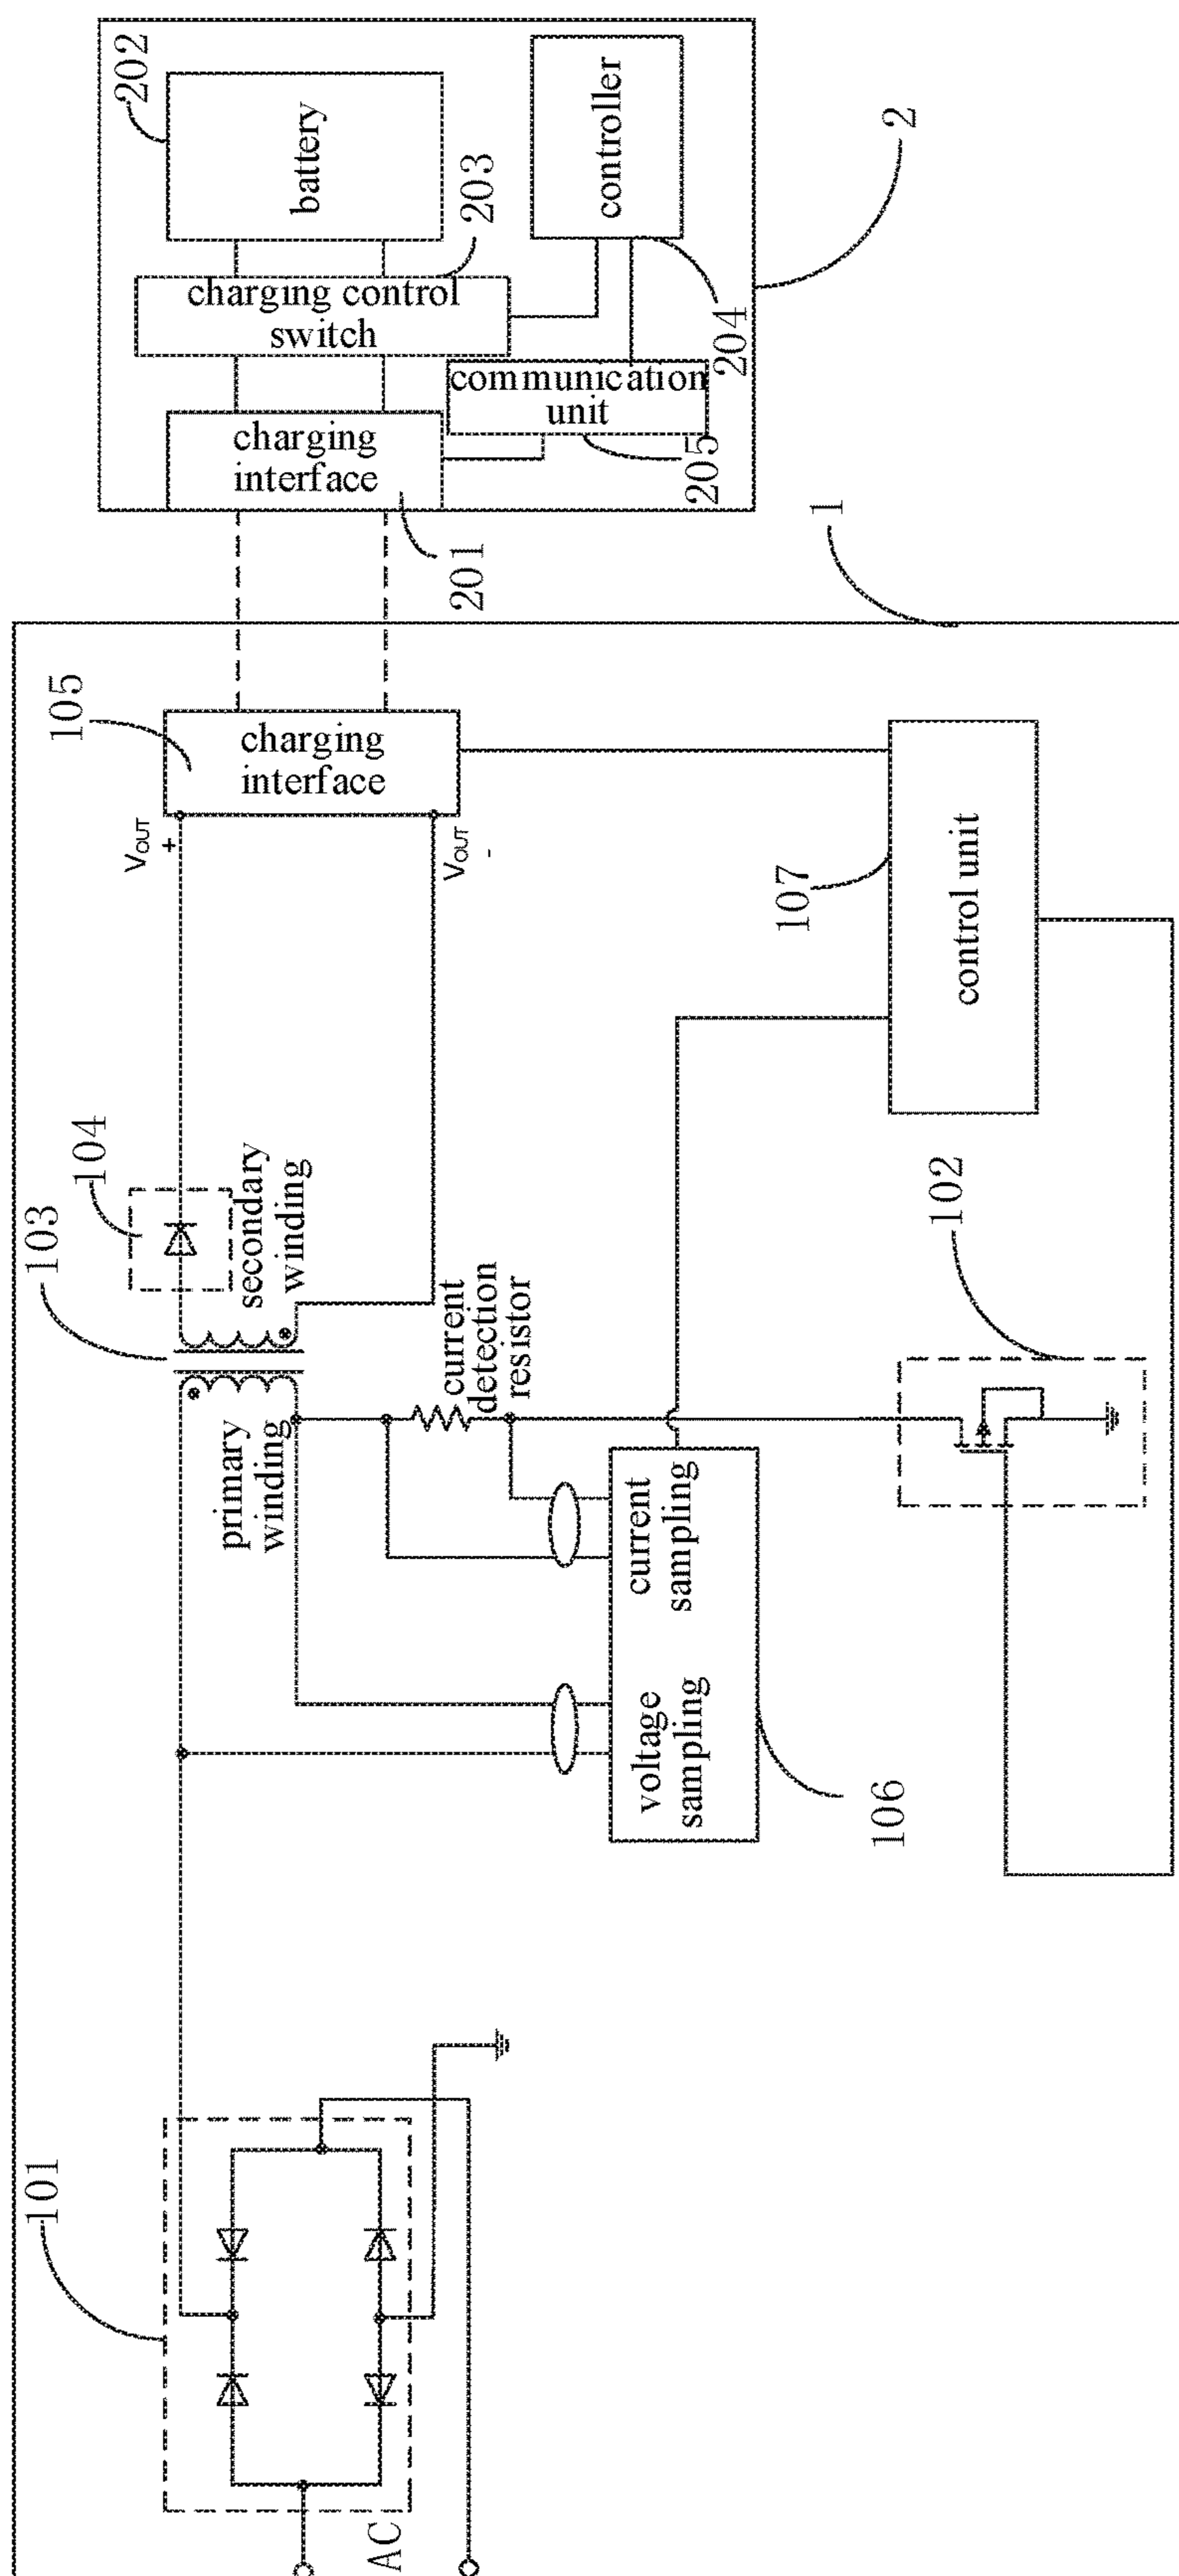 101
AC
103
104
primary
winding
secondary
winding
current
detection
resistor
voltage
sampling
current
sampling
106
102
107
control unit
105
VOUT
+
VOUT
-
charging
interface
1
201
charging
interface
205
communication
unit
charging control
switch
203
204
202
battery
controller
2